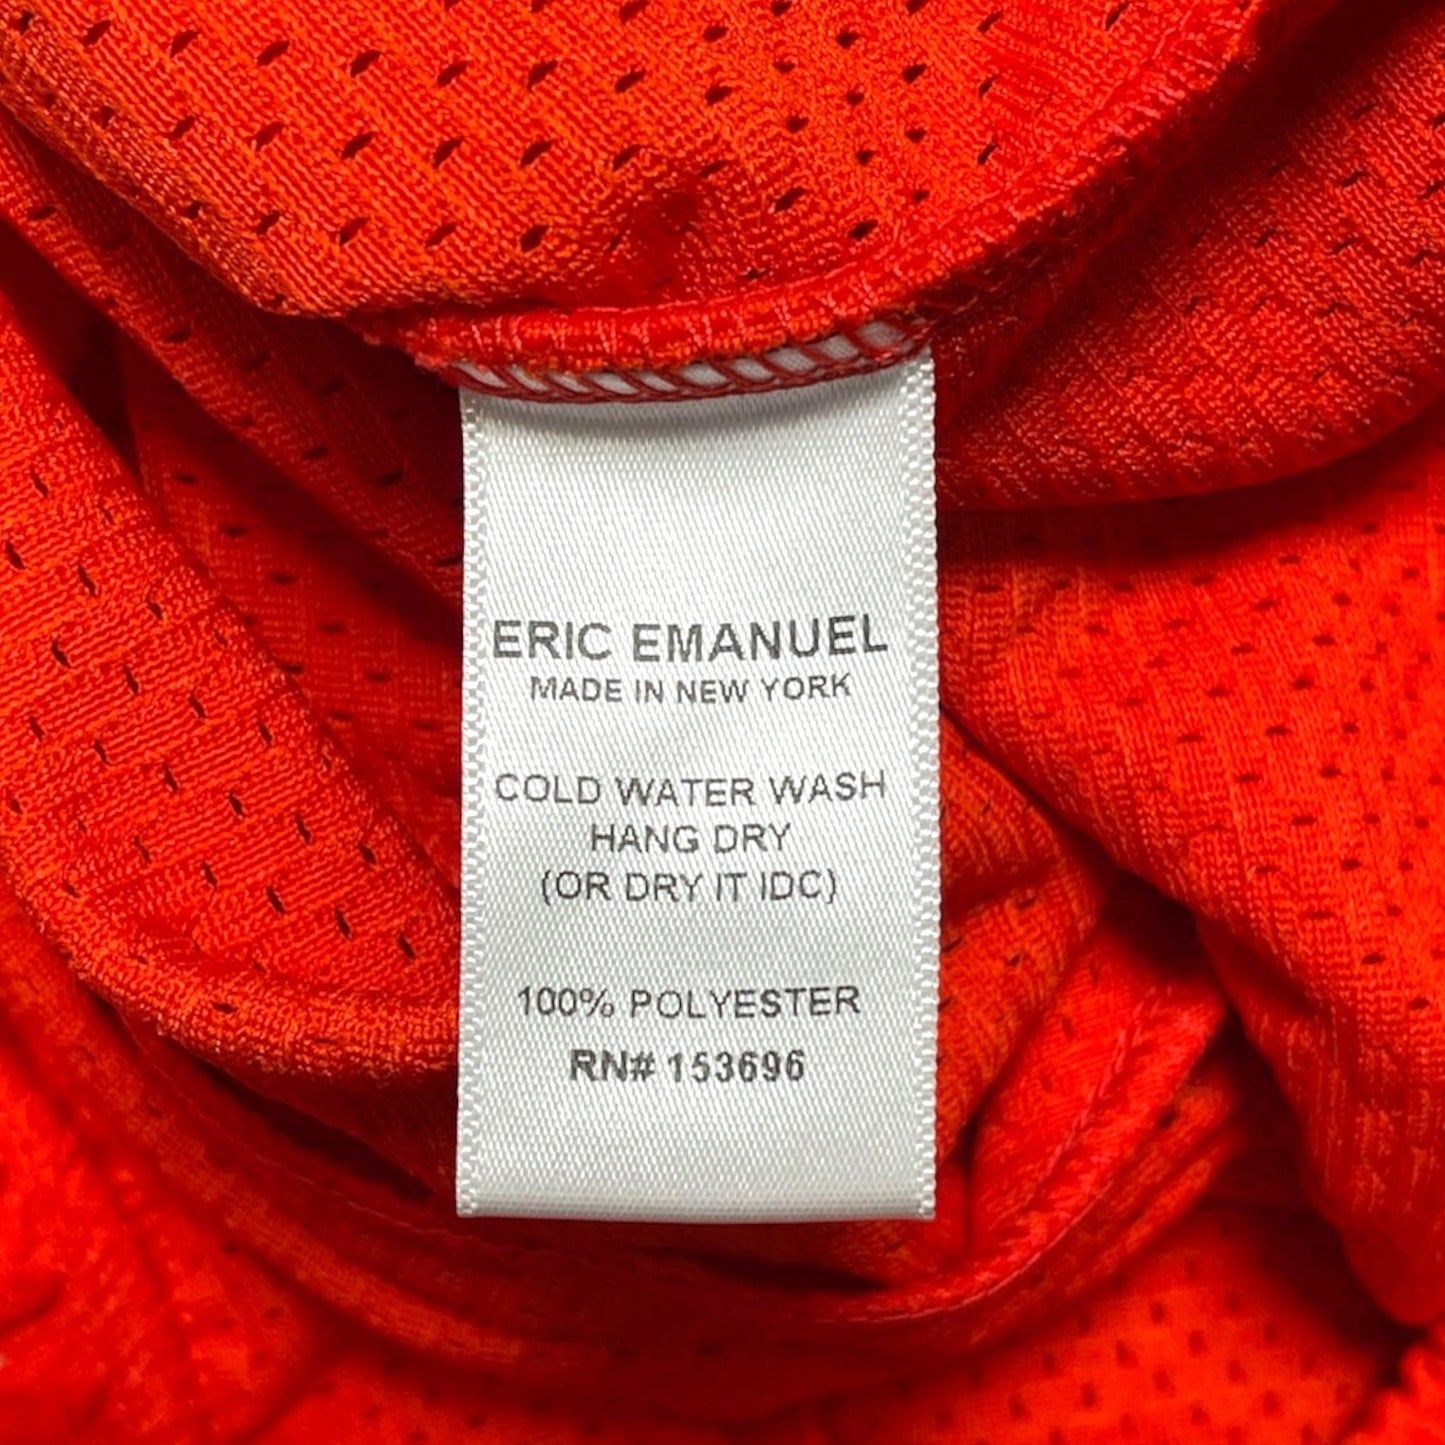 ERIC EMANUEL
MADE IN NEW YORK
COLD WATER WASH
HANG DRY
(OR DRY IT IDC)
100% POLYESTER
RN# 153696